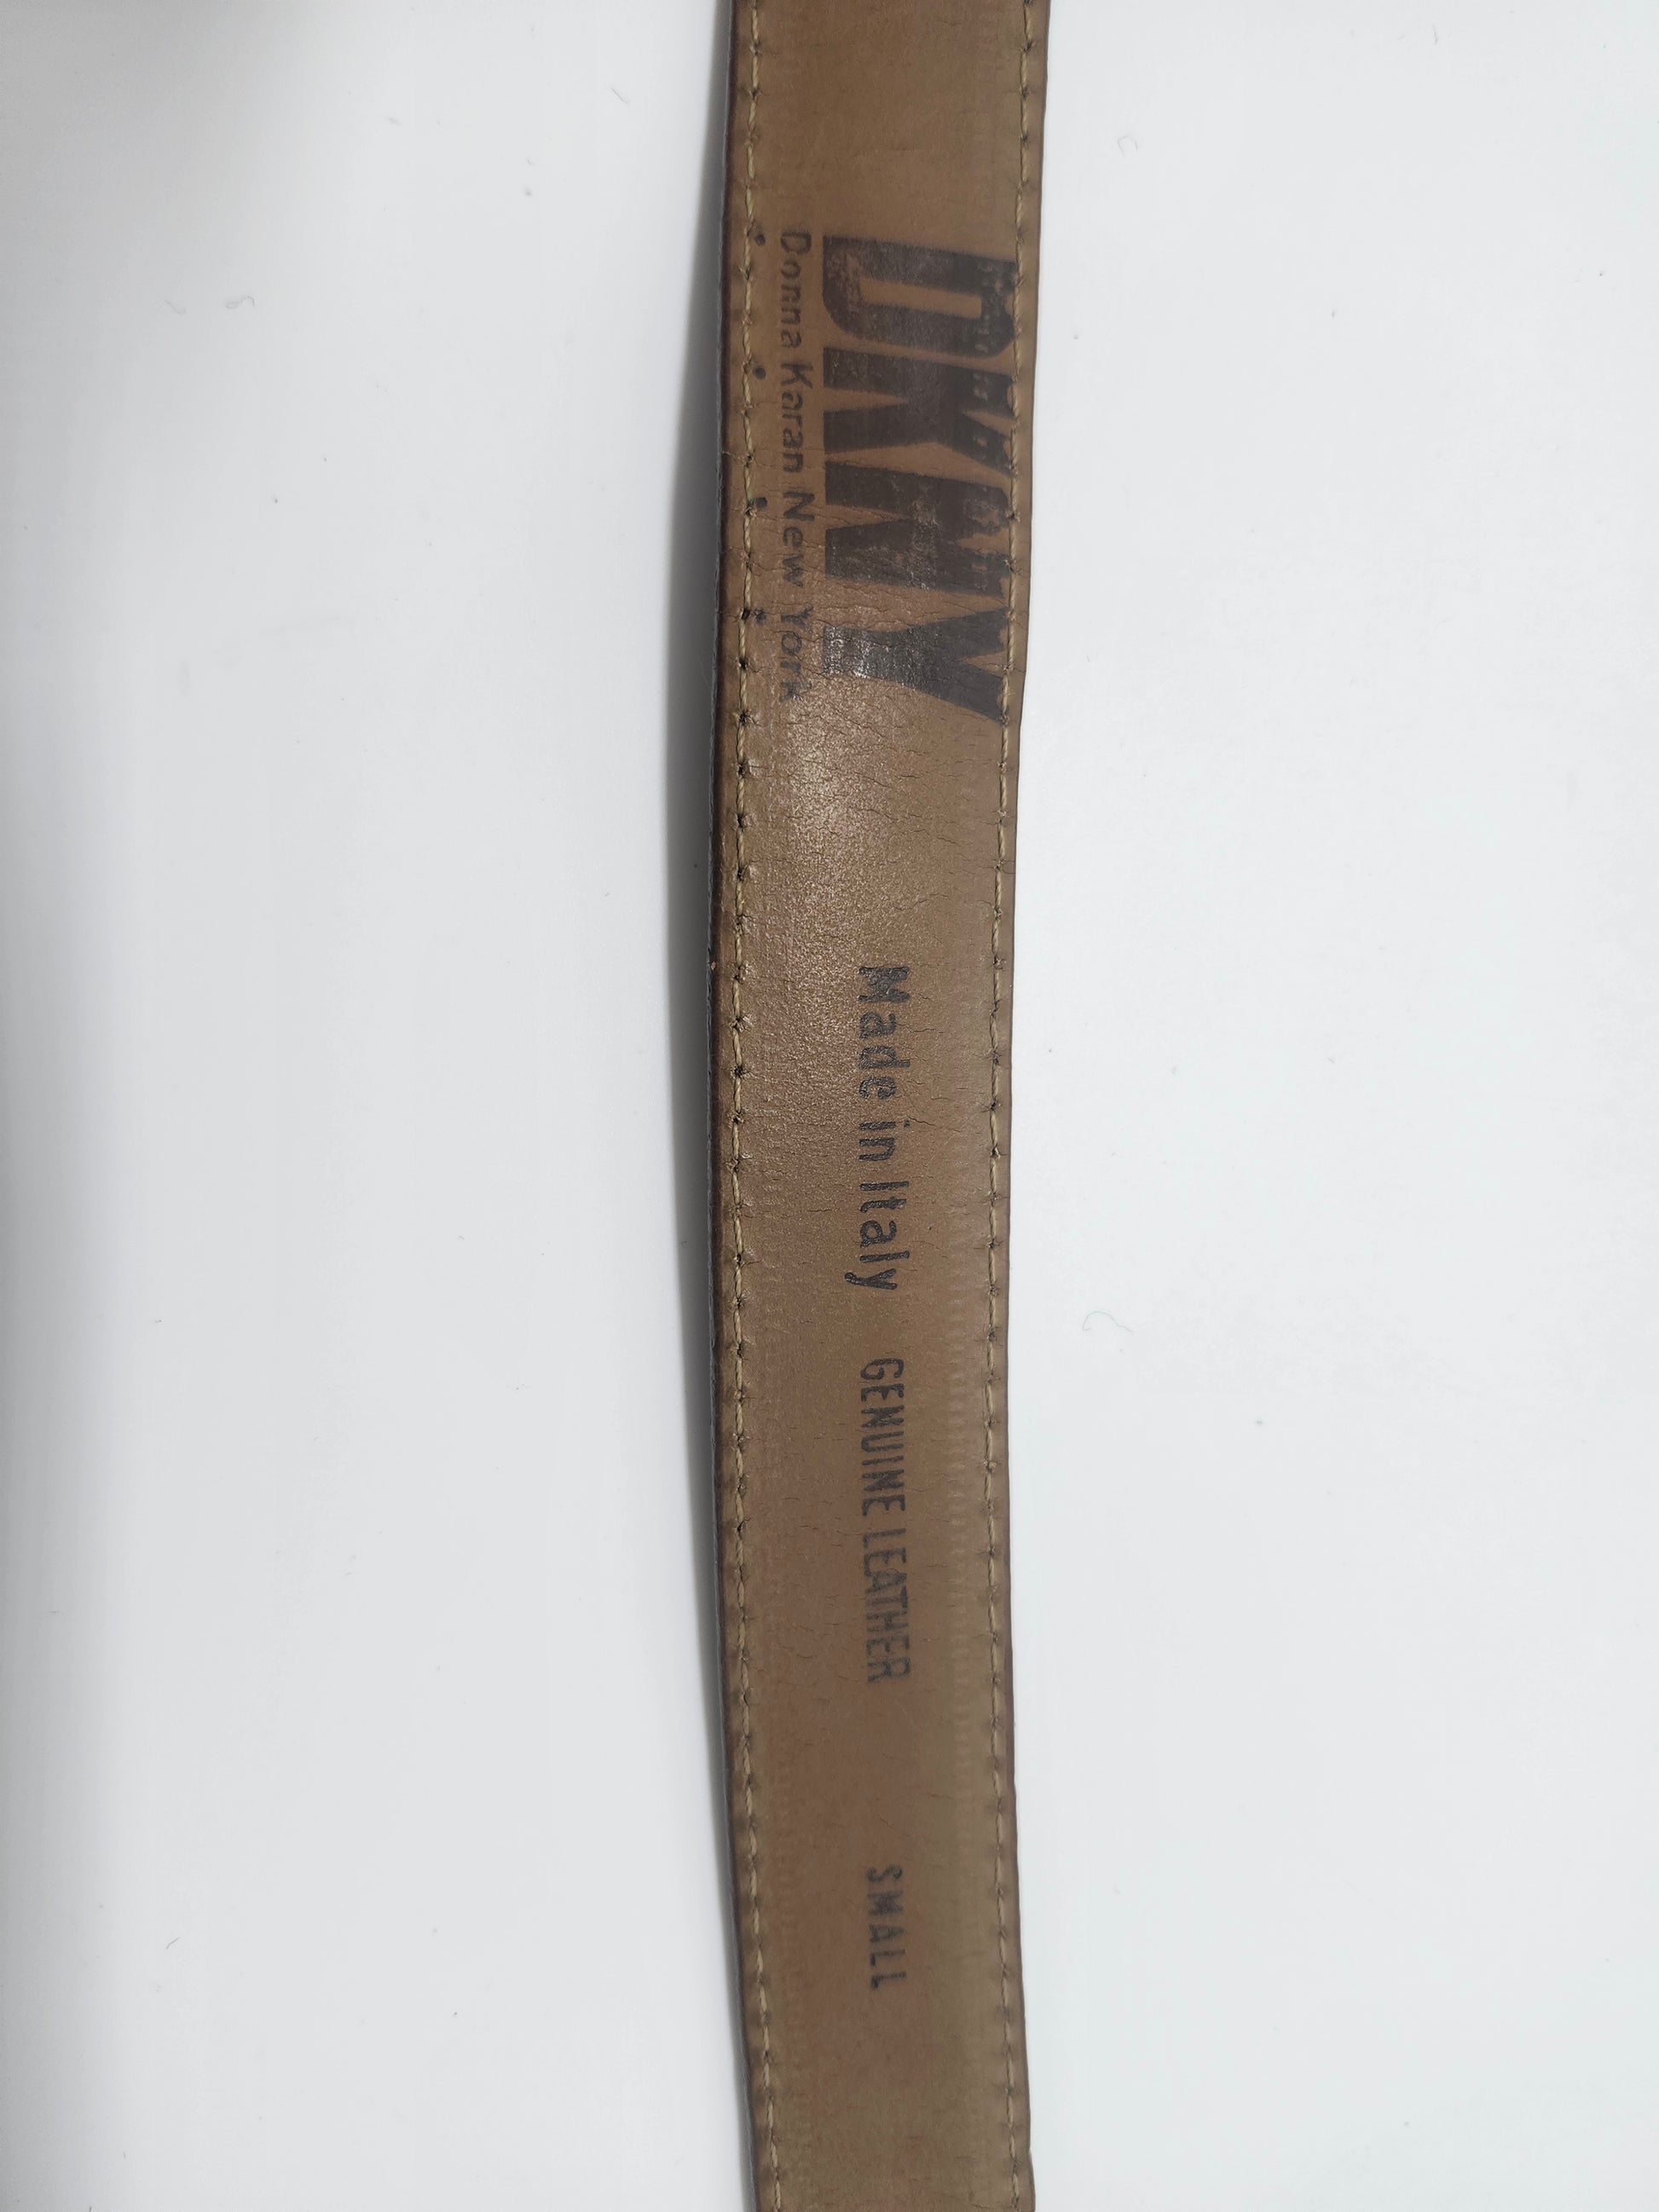 DKNY
Donna Karan New York
Made in Italy GENUINE LEATHER SMALL